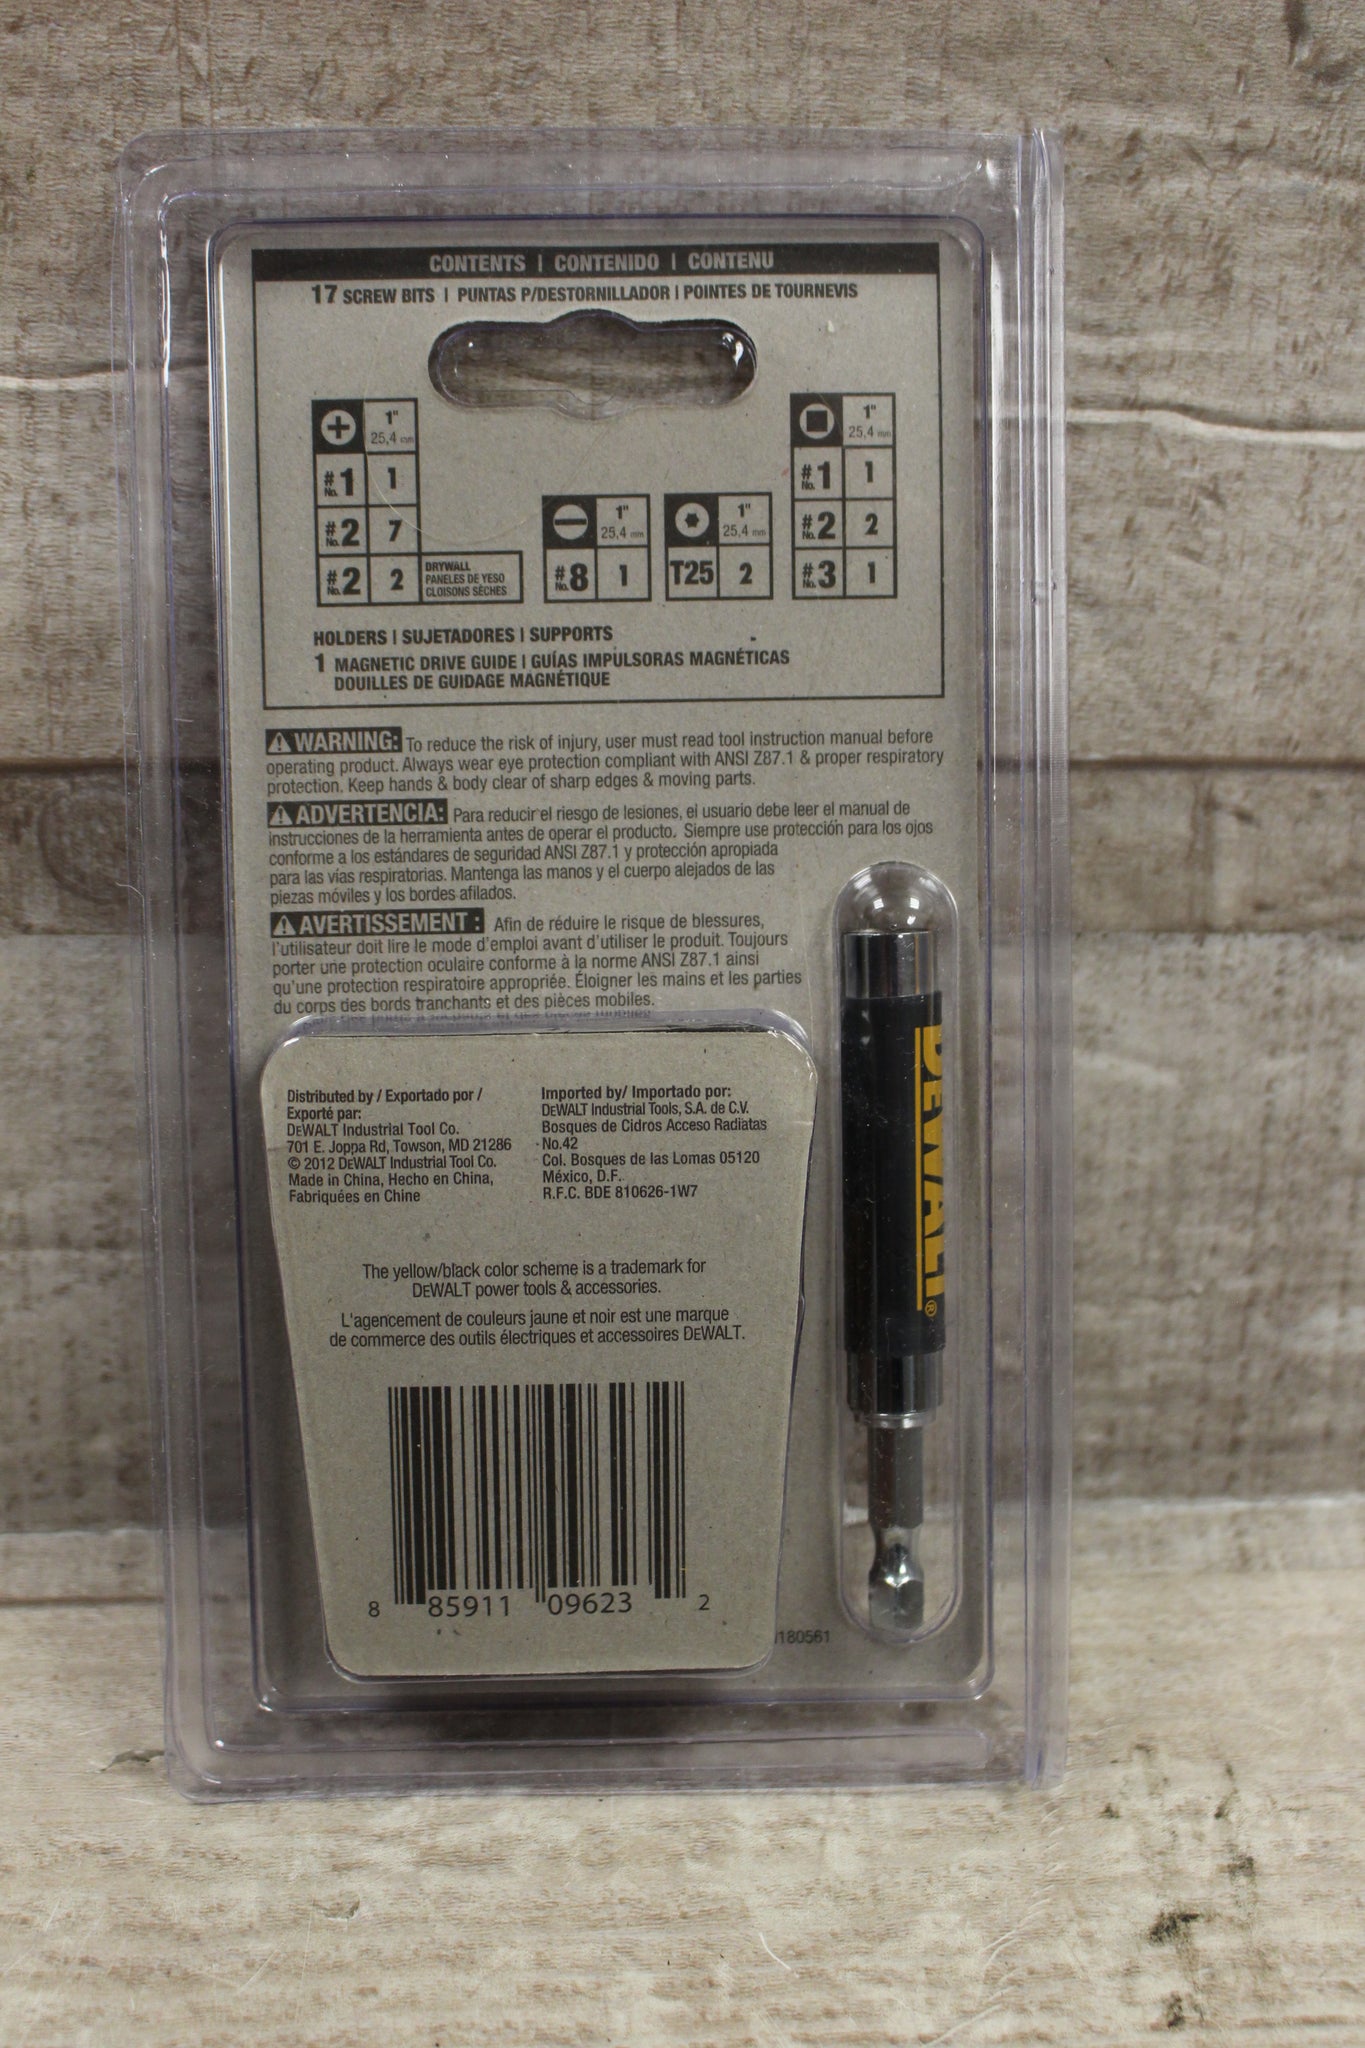 CONTENTS | CONTENIDO | CONTENU
17 SCREW BITS | PUNTAS P/DESTORNILLADOR | POINTES DE TOURNEVIS
1"
25,4 mm
#
No. 1 1
#
No. 2 7
#
No. 2 2
DRYWALL
PANELES DE YESO
CLOISONS SÈCHES
1"
25,4 mm
#
No. 8 1
1"
25,4 mm
T25 2
1"
25,4 mm
#
No. 1 1
#
No. 2 2
#
No. 3 1
HOLDERS | SUJETADORES | SUPPORTS
1 MAGNETIC DRIVE GUIDE | GUÍAS IMPULSORAS MAGNÉTICAS
DOUILLES DE GUIDAGE MAGNÉTIQUE
WARNING: To reduce the risk of injury, user must read tool instruction manual before
operating product. Always wear eye protection compliant with ANSI Z87.1 & proper respiratory
protection. Keep hands & body clear of sharp edges & moving parts.
ADVERTENCIA: Para reducir el riesgo de lesiones, el usuario debe leer el manual de
instrucciones de la herramienta antes de operar el producto. Siempre use protección para los ojos
conforme a los estándares de seguridad ANSI Z87.1 y protección apropiada
para las vías respiratorias. Mantenga las manos y el cuerpo alejados de las
piezas móviles y los bordes afilados.
AVERTISSEMENT : Afin de réduire le risque de blessures,
l'utilisateur doit lire le mode d'emploi avant d'utiliser le produit. Toujours
porter une protection oculaire conforme à la norme ANSI Z87.1 ainsi
qu'une protection respiratoire appropriée. Éloigner les mains et les parties
du corps des bords tranchants et des pièces mobiles.
Distributed by / Exportado por /
Exporté par:
DEWALT Industrial Tool Co.
701 E. Joppa Rd, Towson, MD 21286
© 2012 DEWALT Industrial Tool Co.
Made in China, Hecho en China,
Fabriquées en Chine
Imported by/ Importado por:
DEWALT Industrial Tools, S.A. de C.V.
Bosques de Cidros Acceso Radiatas
No.42
Col. Bosques de las Lomas 05120
México, D.F.
R.F.C. BDE 810626-1W7
The yellow/black color scheme is a trademark for
DEWALT power tools & accessories.
L'agencement de couleurs jaune et noir est une marque
de commerce des outils électriques et accessoires DEWALT.
8 85911 09623 2
180561
DEWALT®